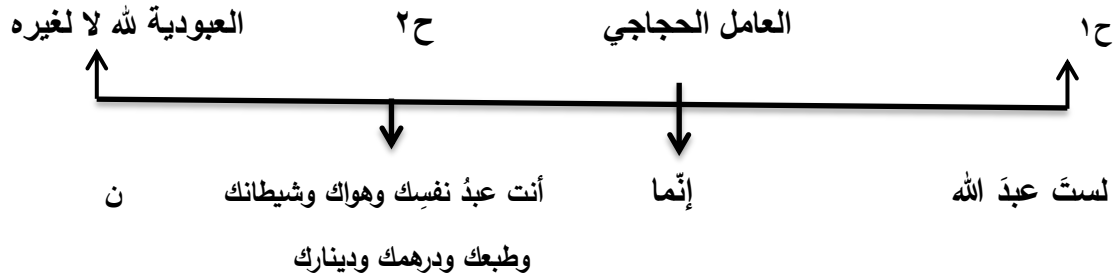 ح١ العامل الحجاجي ح٢ العبودية لله لا لغيره
لستَ عبدَ الله إنّما أنت عبدُ نفسِك وهواك وشيطانك ن
وطبعك ودرهمك ودينارك